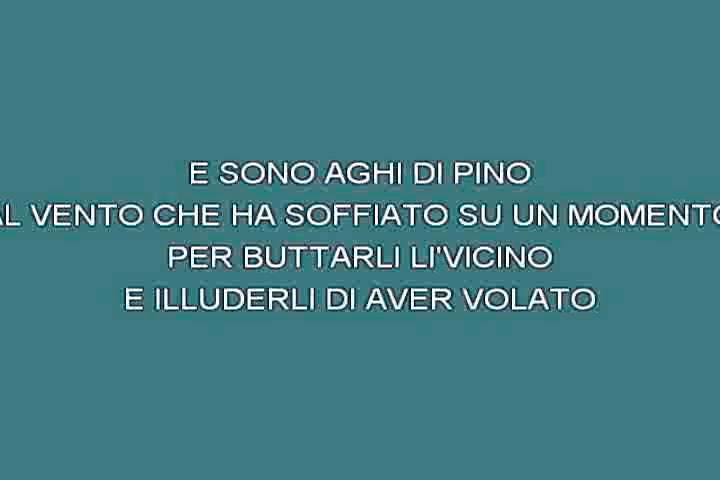 E SONO AGHI DI PINO
AL VENTO CHE HA SOFFIATO SU UN MOMENTO
PER BUTTARLI LI'VICINO
E ILLUDERLI DI AVER VOLATO